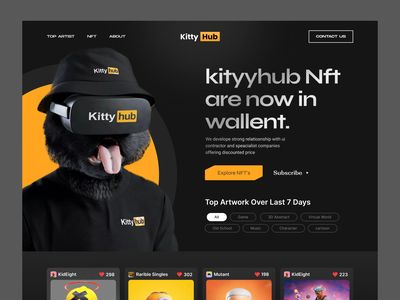 TOP ARTIST NFT ABOUT Kitty Hub CONTACT US
Kitty Hub
Kitty hub
Kitty Hub
kityyhub Nft
are now in
wallent.
We develope strong relationship with ui
contractor and speacialist companies
offering discounted price
Explore NFT's Subscribe
Top Artwork Over Last 7 Days
All Game 3D Abstract Virtual World
Old School Music Character cartoon
KidEight 298 Rarible Singles 302 Mutant 198 KidEight 223